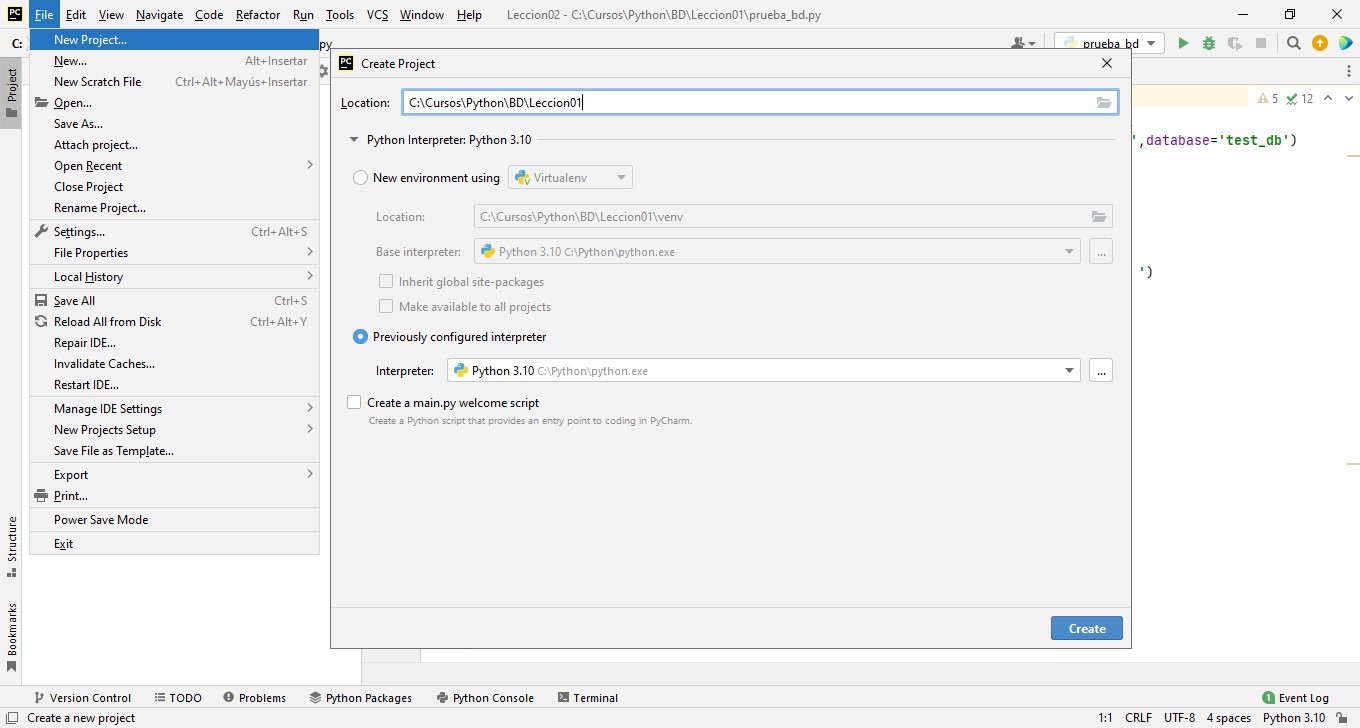 PC File Edit View Navigate Code Refactor Run Tools VCS Window Help Leccion02 - C:\Cursos\Python\BD\Leccion01\prueba_bd.py
C: py prueba_bd
New Project...
New... Alt+Insertar
New Scratch File Ctrl+Alt+Mayús+Insertar
Open...
Save As...
Attach project...
Open Recent
Close Project
Rename Project...
Settings... Ctrl+Alt+S
File Properties
Local History
Save All Ctrl+S
Reload All from Disk Ctrl+Alt+Y
Repair IDE...
Invalidate Caches...
Restart IDE...
Manage IDE Settings
New Projects Setup
Save File as Template...
Export
Print...
Power Save Mode
Exit
Project
Structure
Bookmarks
PC Create Project
Location: C:\Cursos\Python\BD\Leccion01
Python Interpreter: Python 3.10
New environment using Virtualenv
Location: C:\Cursos\Python\BD\Leccion01\venv
Base interpreter: Python 3.10 C:\Python\python.exe ...
Inherit global site-packages
Make available to all projects
Previously configured interpreter
Interpreter: Python 3.10 C:\Python\python.exe ...
Create a main.py welcome script
Create a Python script that provides an entry point to coding in PyCharm.
Create
5 12
',database='test_db')
')
Version Control TODO Problems Python Packages Python Console Terminal 1 Event Log
Create a new project 1:1 CRLF UTF-8 4 spaces Python 3.10